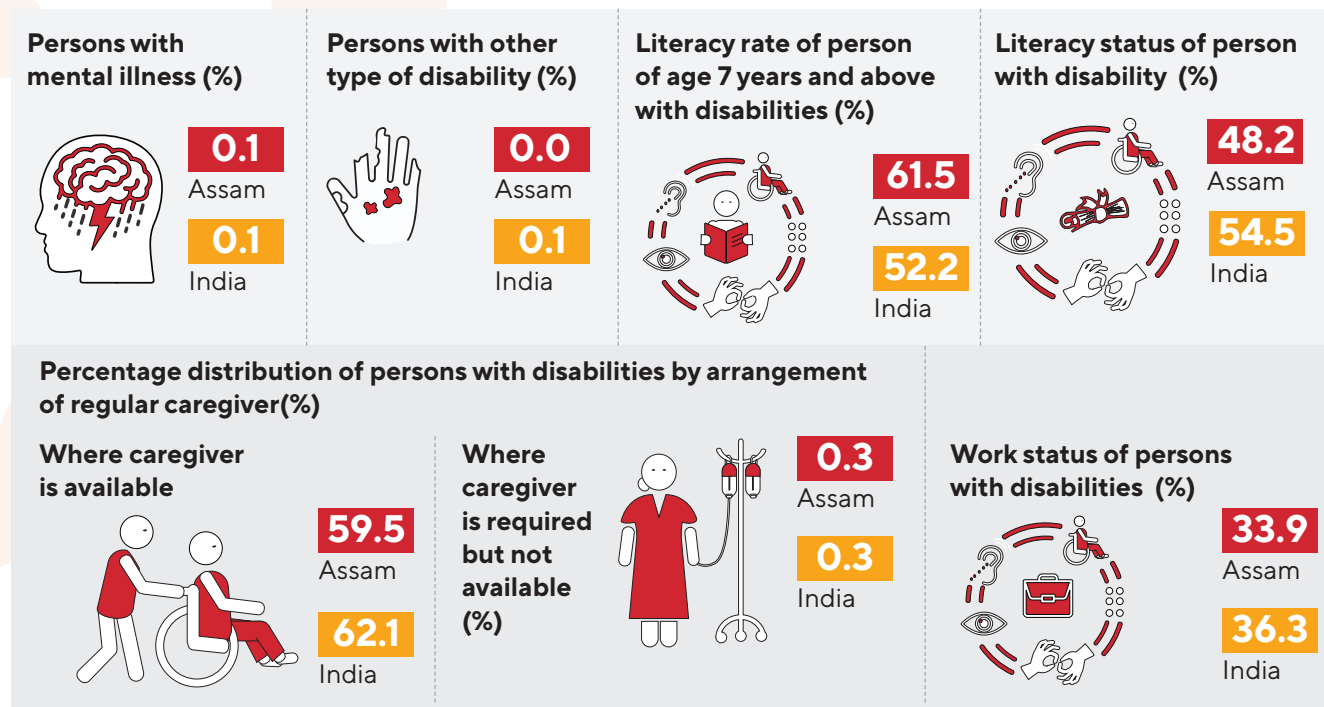 Persons with
mental illness (%)
0.1
Assam
0.1
India
Persons with other
type of disability (%)
0.0
Assam
0.1
India
Literacy rate of person
of age 7 years and above
with disabilities (%)
61.5
Assam
52.2
India
Literacy status of person
with disability (%)
48.2
Assam
54.5
India
Percentage distribution of persons with disabilities by arrangement
of regular caregiver(%)
Where caregiver
is available
59.5
Assam
62.1
India
Where
caregiver
is required
but not
available
(%)
0.3
Assam
0.3
India
Work status of persons
with disabilities (%)
33.9
Assam
36.3
India